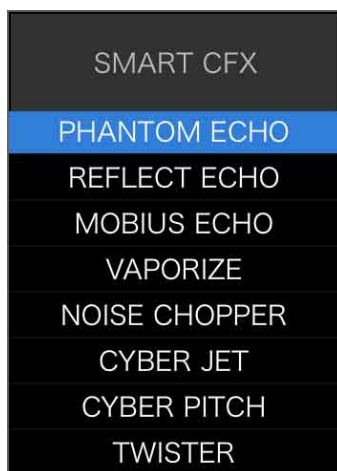 SMART CFX
PHANTOM ECHO
REFLECT ECHO
MOBIUS ECHO
VAPORIZE
NOISE CHOPPER
CYBER JET
CYBER PITCH
TWISTER